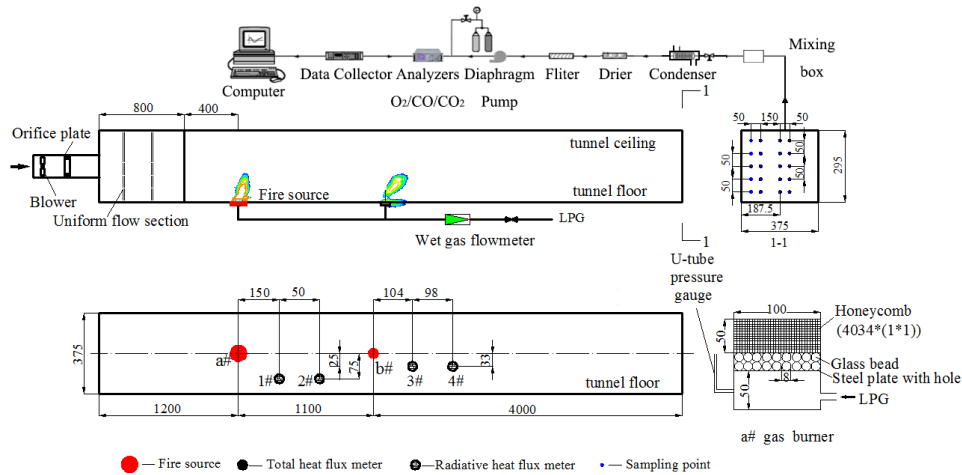 Computer
Data Collector
Analyzers
O2/CO/CO2
Diaphragm
Pump
Fliter
Drier
Condenser
Mixing
box
1
800
400
Orifice plate
Blower
Uniform flow section
Fire source
tunnel ceiling
tunnel floor
Wet gas flowmeter
LPG
1
50
150
50
50
50
50
50
295
187.5
375
1-1
U-tube
pressure
gauge
150
50
104
98
375
a#
1#
2#
25
75
b#
3#
4#
33
tunnel floor
1200
1100
4000
100
50
8
50
Honeycomb
(4034*(1*1))
Glass bead
Steel plate with hole
LPG
a# gas burner
— Fire source
— Total heat flux meter
— Radiative heat flux meter
— Sampling point